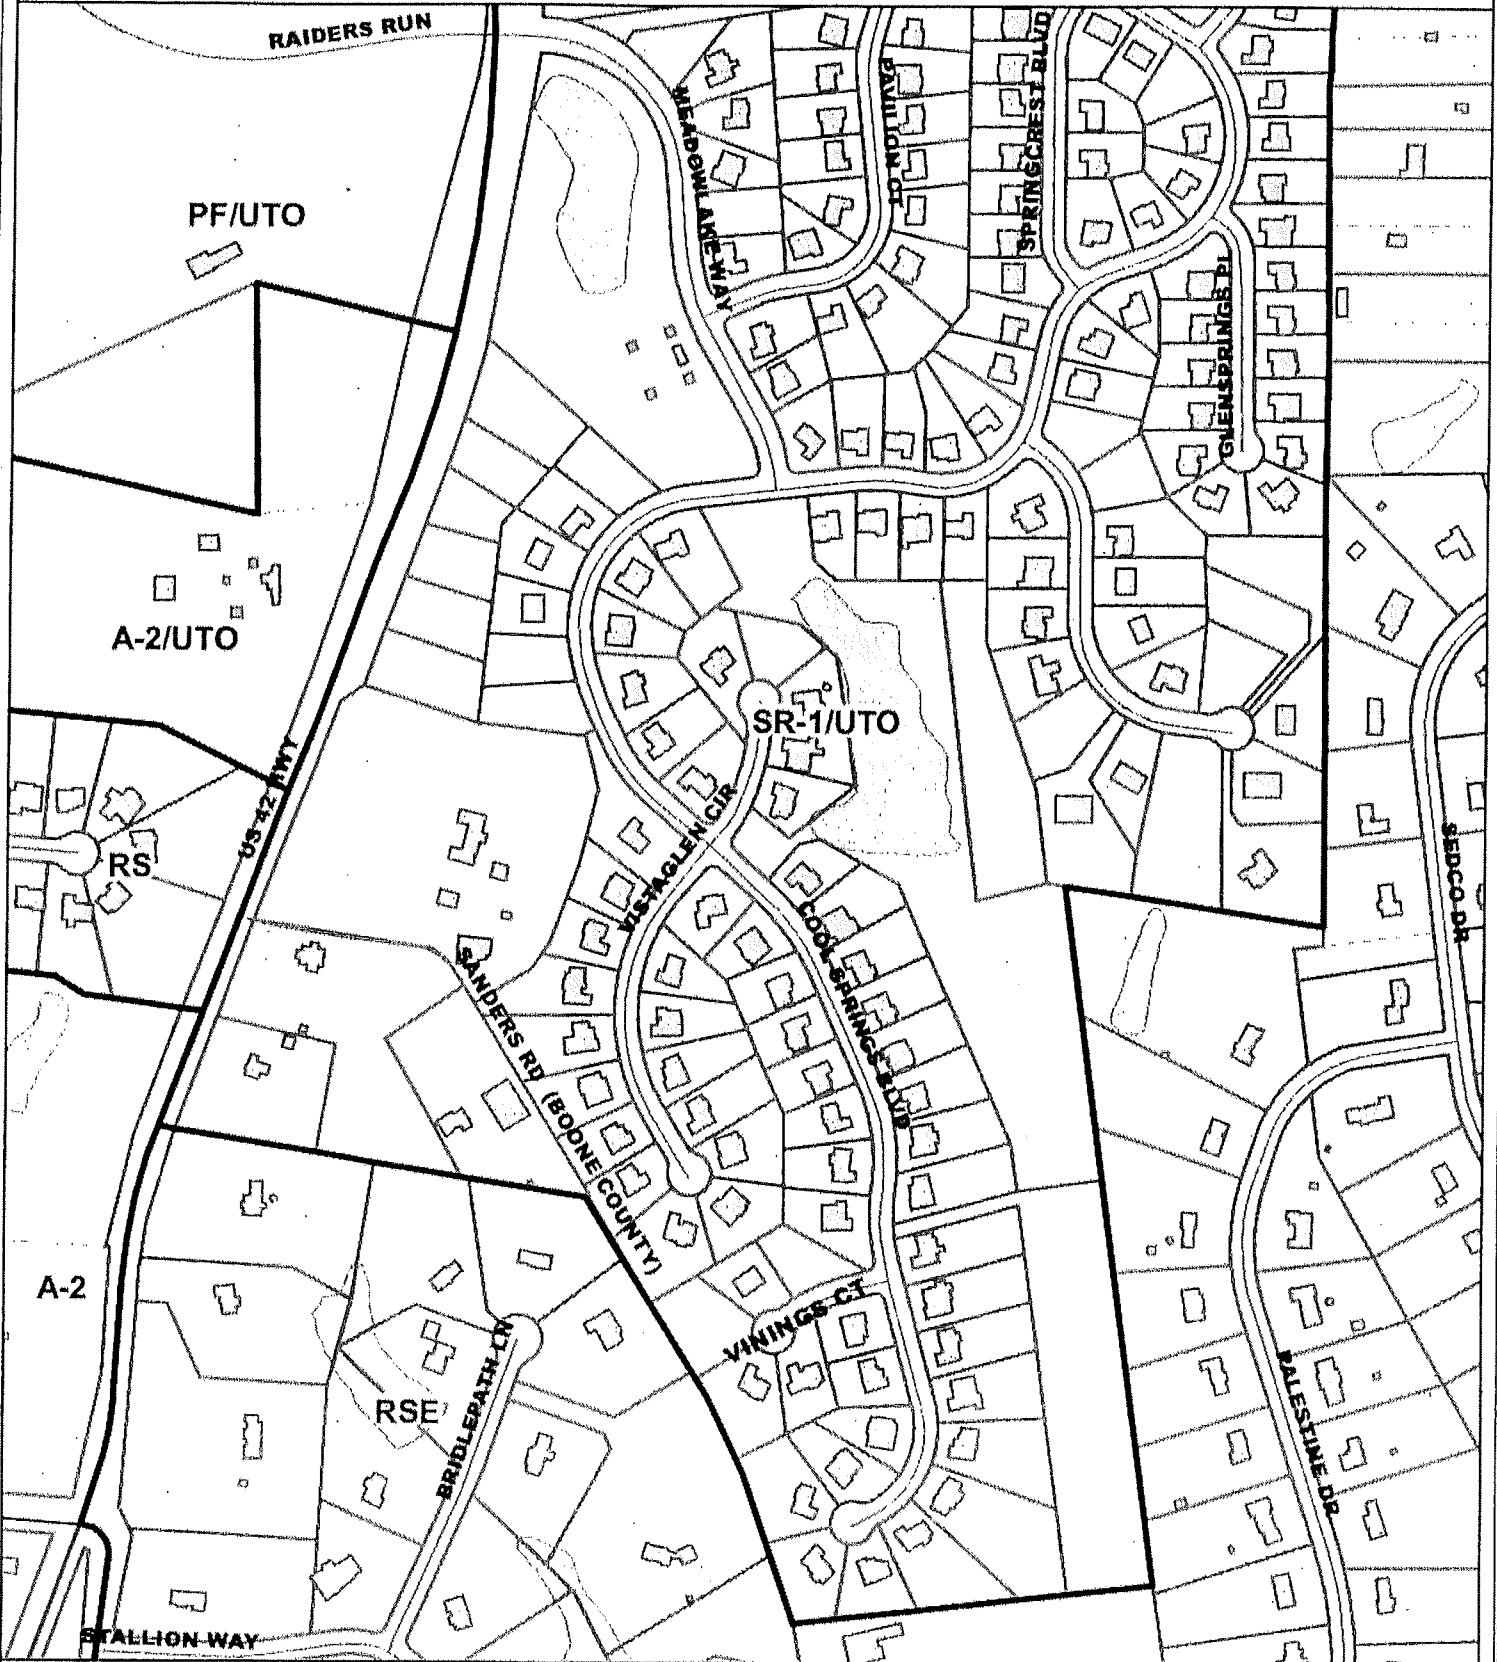 RAIDERS RUN
MEADOWLAKE WAY
PAVILION CT
SPRINGCREST BLVD
PF/UTO
GLENSPRINGS PL
A-2/UTO
SR-1/UTO
US 42 HWY
RS
VISTAGLEN CIR
SEDCO DR
COOL SPRINGS BLVD
SANDERS RD (BOONE COUNTY)
A-2
VININGS CT
BRIDLEPATH LN
RSE
PALESTINE DR
STALLION WAY